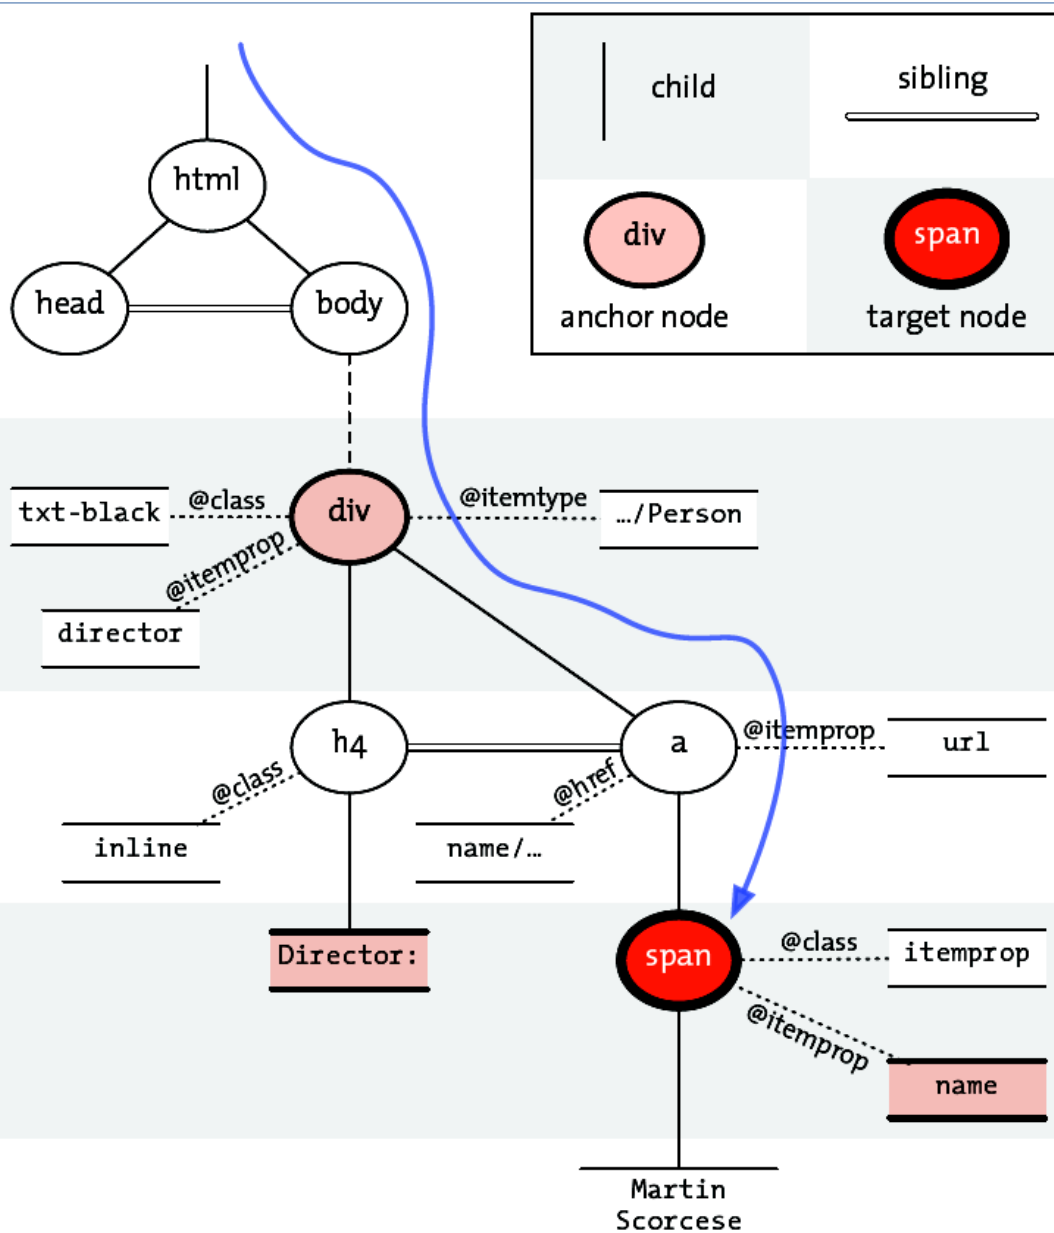 child
sibling
div
span
anchor node
target node
html
head
body
txt-black
@class
div
@itemtype
…/Person
@itemprop
director
h4
a
@itemprop
url
@class
@href
inline
name/…
Director:
span
@class
itemprop
@itemprop
name
Martin
Scorcese